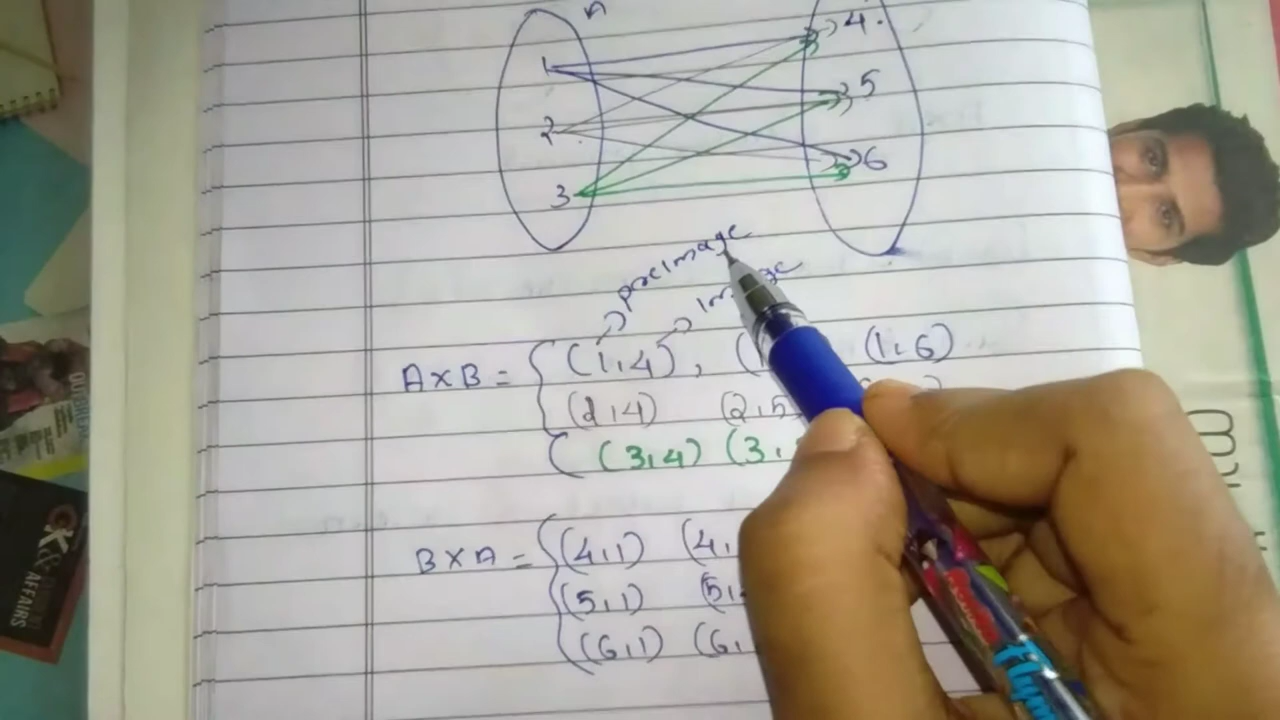 A
4.
1
5
2
6
3
preimage
image
A×B = { (1,4), ( (1,6)
(2,4) (2,5
(3,4) (3,
B×A = { (4,1) (4,
(5,1) (5,
(6,1) (6,
AFFAIRS